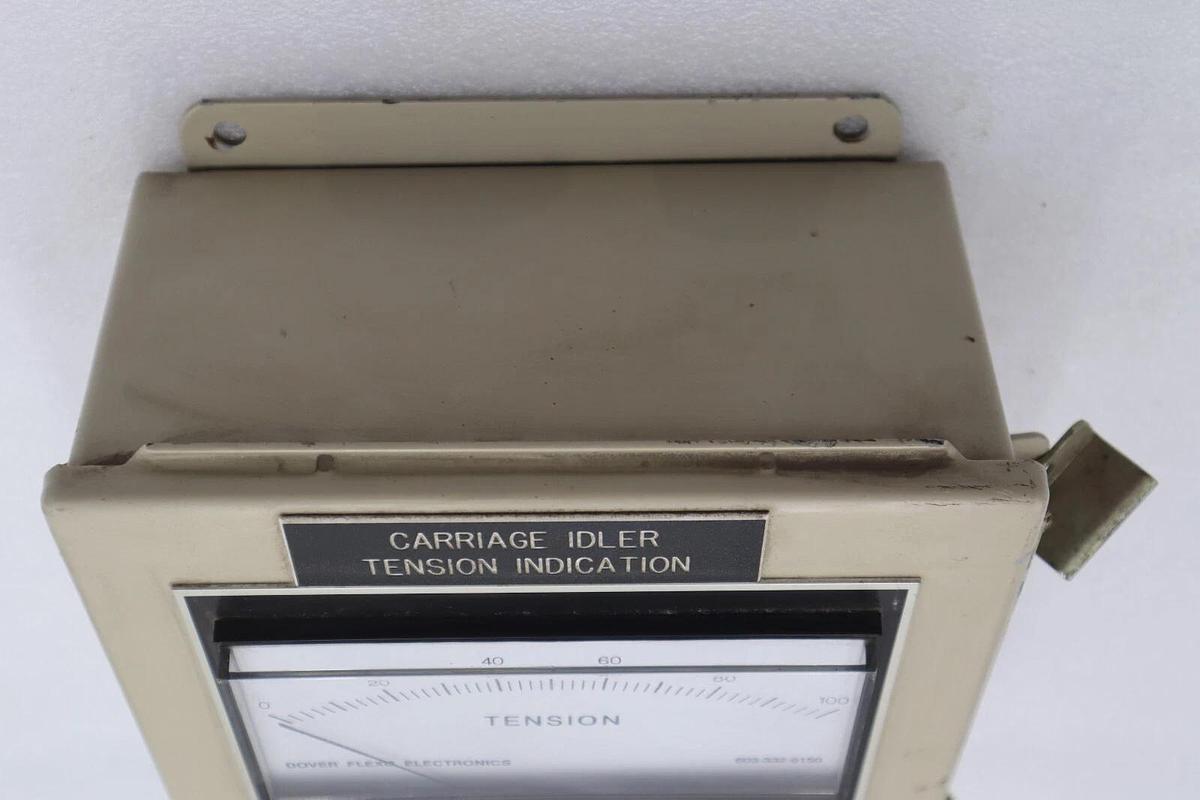 CARRIAGE IDLER
TENSION INDICATION
0 20 40 60 80 100
TENSION
DOVER FLEXO ELECTRONICS 603-332-6150